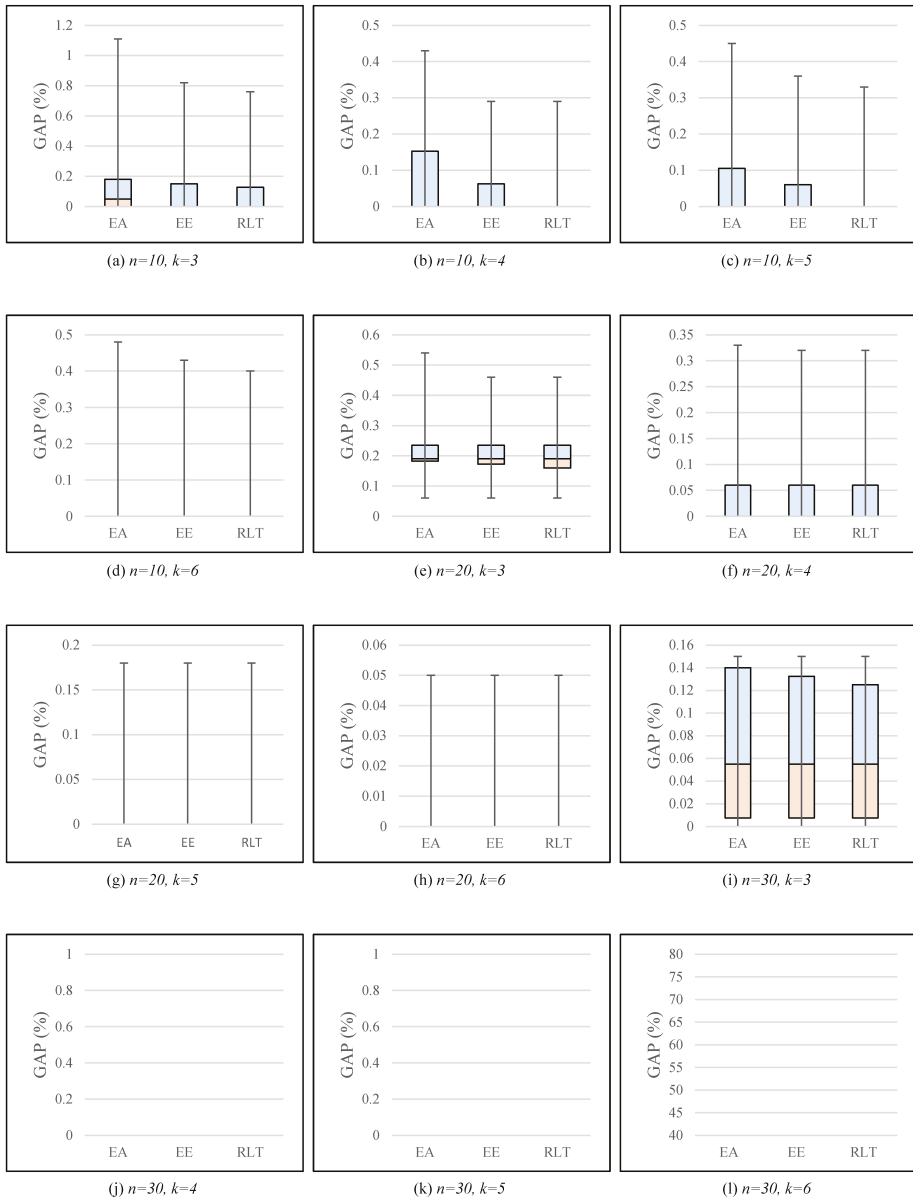 GAP (%)
1.2
1
0.8
0.6
0.4
0.2
0
EA EE RLT
(a) n=10, k=3
GAP (%)
0.5
0.4
0.3
0.2
0.1
0
EA EE RLT
(b) n=10, k=4
GAP (%)
0.5
0.4
0.3
0.2
0.1
0
EA EE RLT
(c) n=10, k=5
GAP (%)
0.5
0.4
0.3
0.2
0.1
0
EA EE RLT
(d) n=10, k=6
GAP (%)
0.6
0.5
0.4
0.3
0.2
0.1
0
EA EE RLT
(e) n=20, k=3
GAP (%)
0.35
0.3
0.25
0.2
0.15
0.1
0.05
0
EA EE RLT
(f) n=20, k=4
GAP (%)
0.2
0.15
0.1
0.05
0
EA EE RLT
(g) n=20, k=5
GAP (%)
0.06
0.05
0.04
0.03
0.02
0.01
0
EA EE RLT
(h) n=20, k=6
GAP (%)
0.16
0.14
0.12
0.1
0.08
0.06
0.04
0.02
0
EA EE RLT
(i) n=30, k=3
GAP (%)
1
0.8
0.6
0.4
0.2
0
EA EE RLT
(j) n=30, k=4
GAP (%)
1
0.8
0.6
0.4
0.2
0
EA EE RLT
(k) n=30, k=5
GAP (%)
80
75
70
65
60
55
50
45
40
EA EE RLT
(l) n=30, k=6